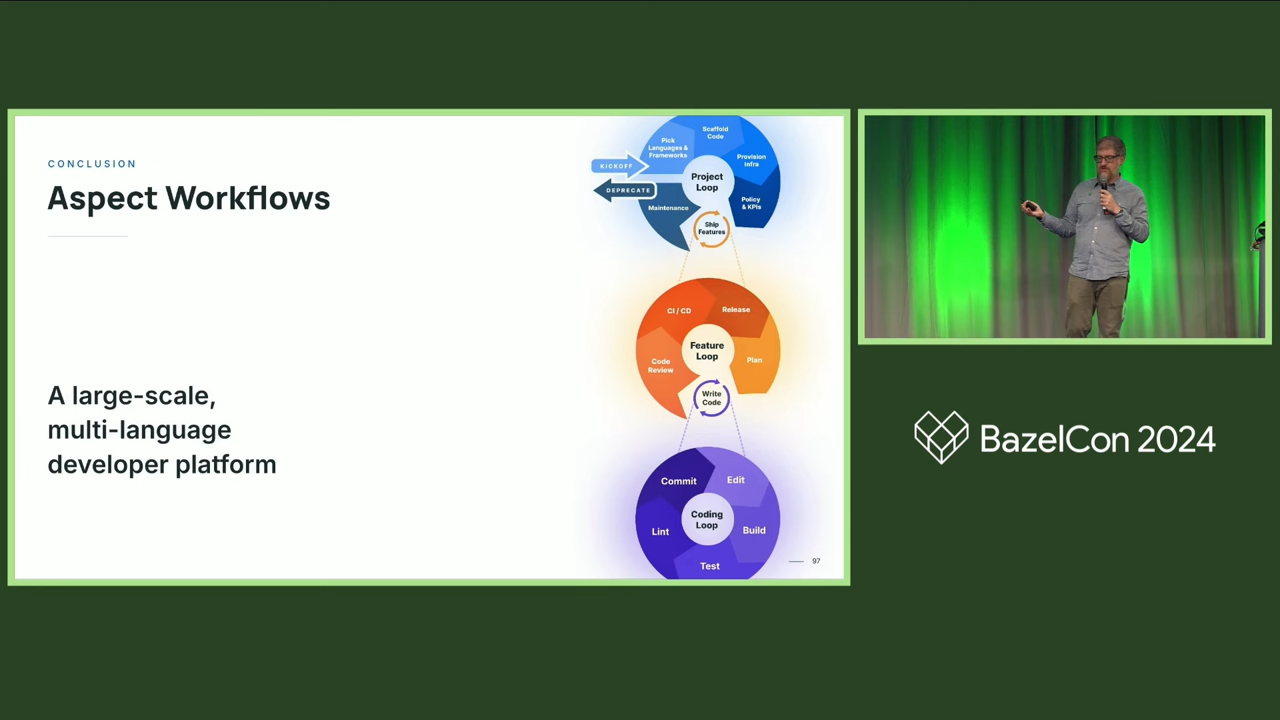 CONCLUSION
Aspect Workflows
A large-scale,
multi-language
developer platform
KICKOFF
DEPRECATE
Pick
Languages &
Frameworks
Scaffold
Code
Provision
Infra
Policy
& KPIs
Maintenance
Project
Loop
Ship
Features
CI / CD
Release
Plan
Code
Review
Feature
Loop
Write
Code
Commit
Edit
Build
Test
Lint
Coding
Loop
97
BazelCon 2024